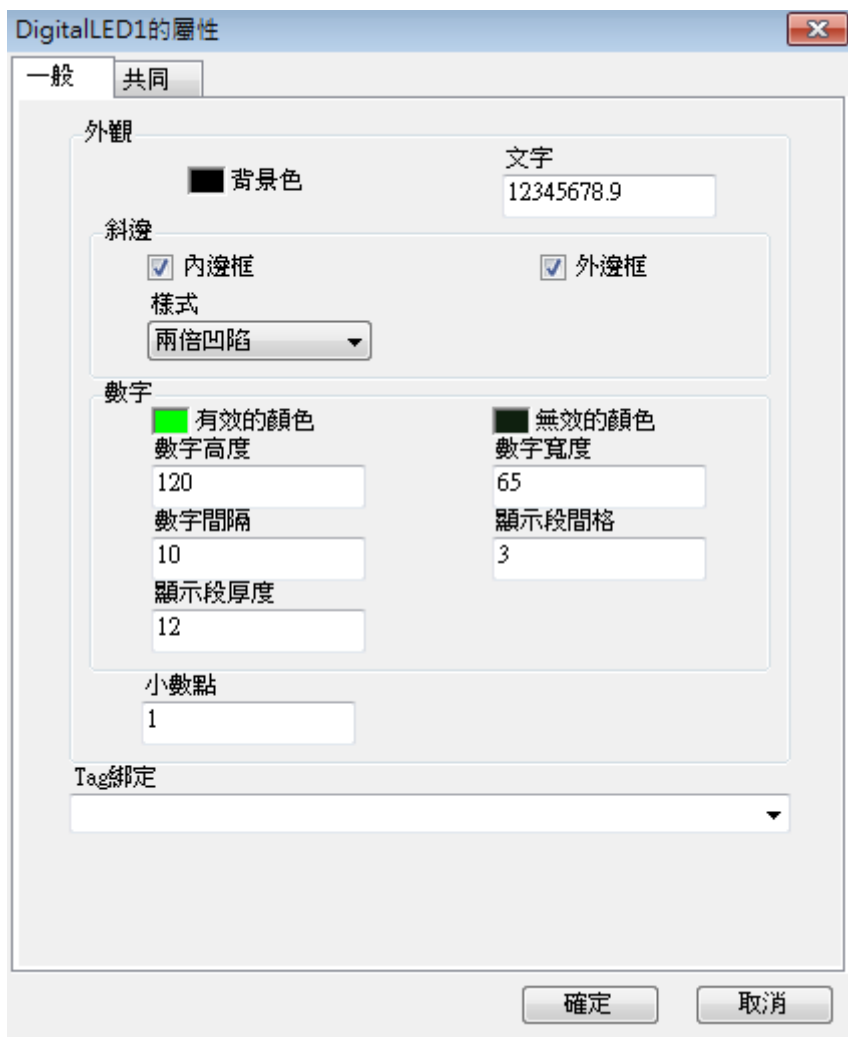 DigitalLED1的屬性
一般 共同
外觀
背景色
文字
12345678.9
斜邊
內邊框 外邊框
樣式
兩倍凹陷
數字
有效的顏色 無效的顏色
數字高度 數字寬度
120 65
數字間隔 顯示段間格
10 3
顯示段厚度
12
小數點
1
Tag綁定
確定 取消